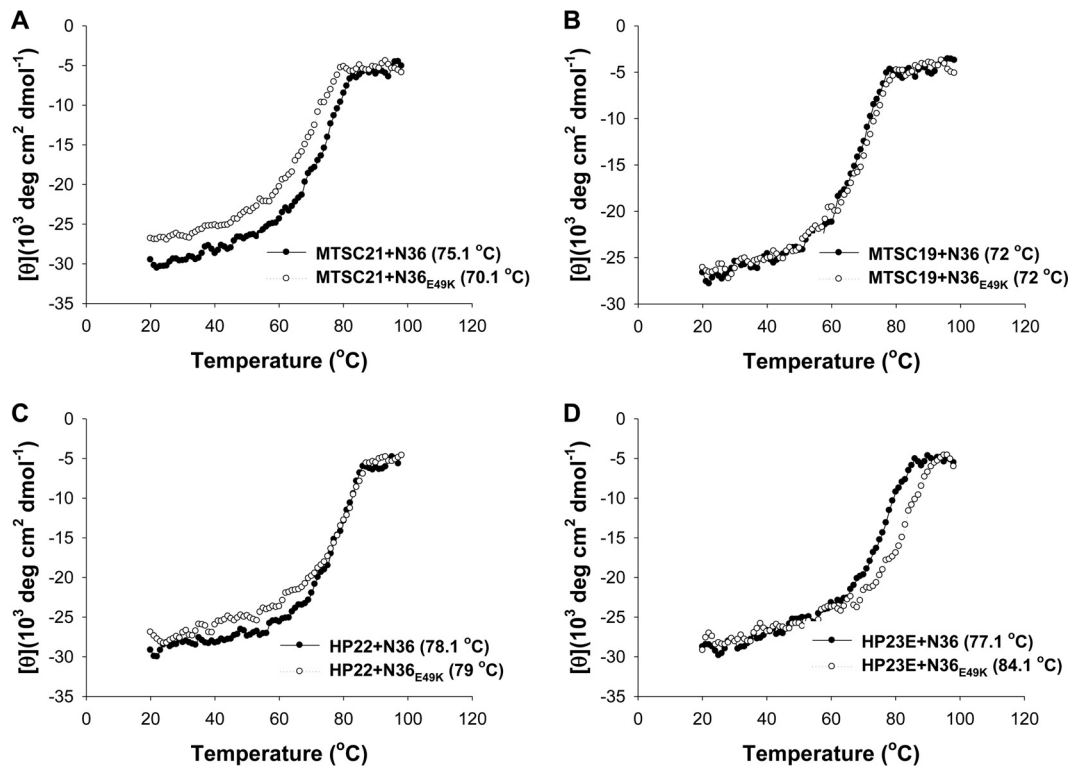 A
[θ](10³ deg cm² dmol⁻¹)
0
-5
-10
-15
-20
-25
-30
-35
MTSC21+N36 (75.1 °C)
MTSC21+N36E49K (70.1 °C)
0 20 40 60 80 100 120
Temperature (°C)
B
[θ](10³ deg cm² dmol⁻¹)
0
-5
-10
-15
-20
-25
-30
MTSC19+N36 (72 °C)
MTSC19+N36E49K (72 °C)
0 20 40 60 80 100 120
Temperature (°C)
C
[θ](10³ deg cm² dmol⁻¹)
0
-5
-10
-15
-20
-25
-30
-35
HP22+N36 (78.1 °C)
HP22+N36E49K (79 °C)
0 20 40 60 80 100 120
Temperature (°C)
D
[θ](10³ deg cm² dmol⁻¹)
0
-5
-10
-15
-20
-25
-30
-35
HP23E+N36 (77.1 °C)
HP23E+N36E49K (84.1 °C)
0 20 40 60 80 100 120
Temperature (°C)